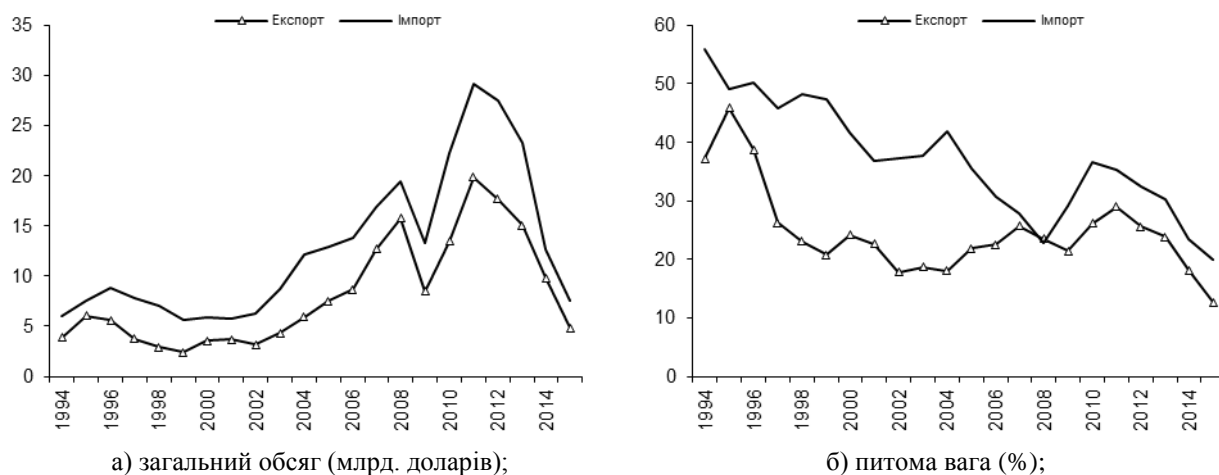 Експорт Імпорт
35
30
25
20
15
10
5
0
1994 1996 1998 2000 2002 2004 2006 2008 2010 2012 2014
а) загальний обсяг (млрд. доларів);
Експорт Імпорт
60
50
40
30
20
10
0
1994 1996 1998 2000 2002 2004 2006 2008 2010 2012 2014
б) питома вага (%);